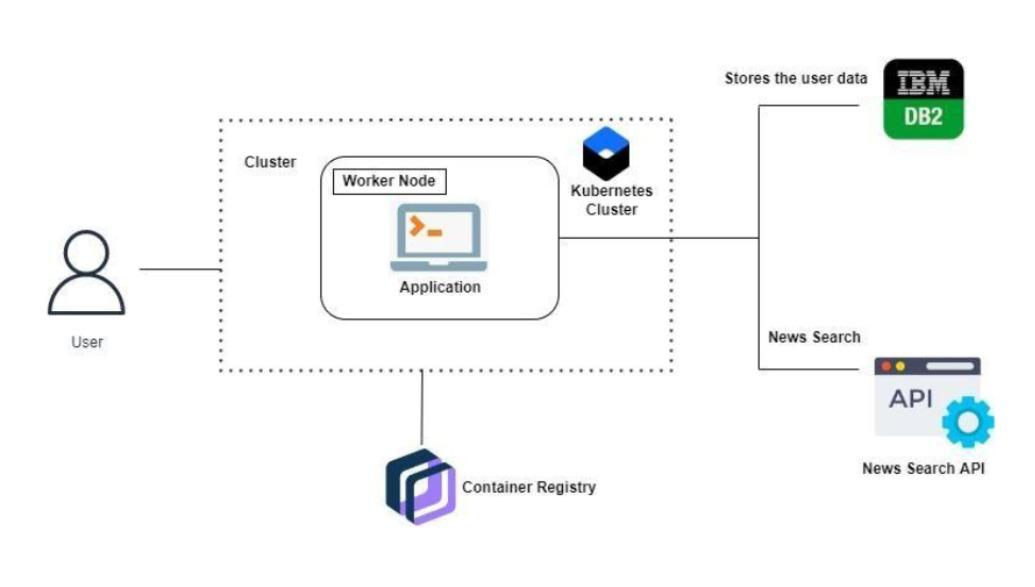 Stores the user data
IBM
DB2
Cluster
Worker Node
Kubernetes
Cluster
Application
User
News Search
API
News Search API
Container Registry